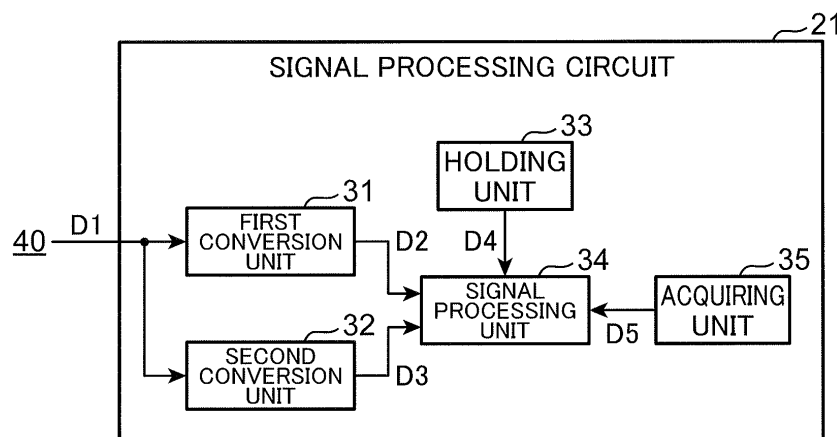 21
SIGNAL PROCESSING CIRCUIT
33
HOLDING
UNIT
31
FIRST
CONVERSION
UNIT
40
D1
D2
D4
34
SIGNAL
PROCESSING
UNIT
35
ACQUIRING
UNIT
D5
32
SECOND
CONVERSION
UNIT
D3